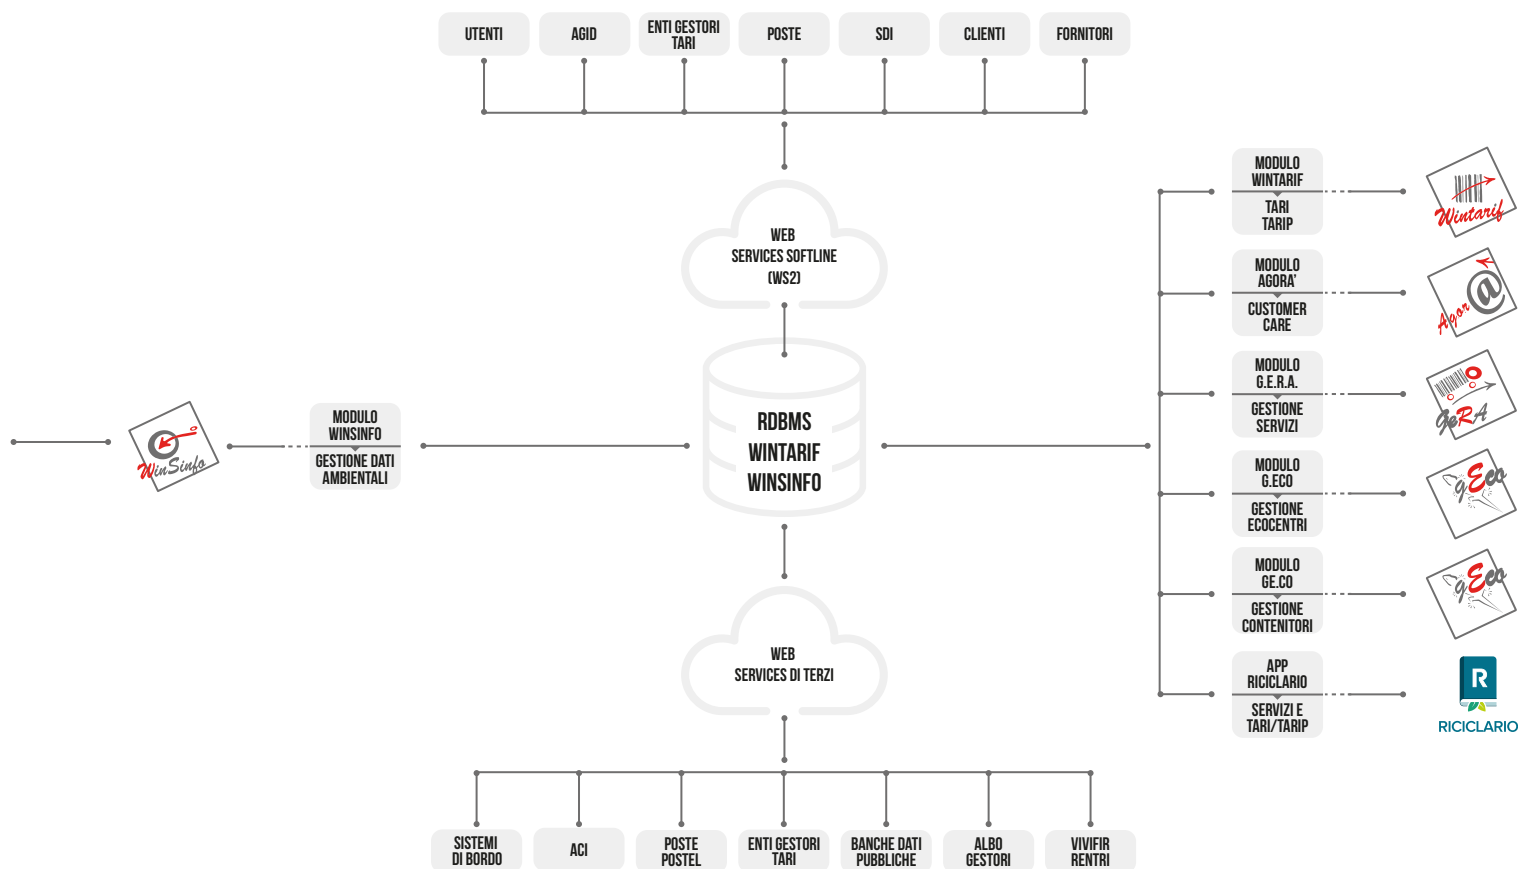 UTENTI
AGID
ENTI GESTORI
TARI
POSTE
SDI
CLIENTI
FORNITORI
WEB
SERVICES SOFTLINE
(WS2)
RDBMS
WINTARIF
WINSINFO
WinSinfo
MODULO
WINSINFO
GESTIONE DATI
AMBIENTALI
MODULO
WINTARIF
TARI
TARIP
Wintarif
MODULO
AGORA'
CUSTOMER
CARE
Agor@
MODULO
G.E.R.A.
GESTIONE
SERVIZI
GeRA
MODULO
G.ECO
GESTIONE
ECOCENTRI
gEco
MODULO
GE.CO
GESTIONE
CONTENITORI
gEco
APP
RICICLARIO
SERVIZI E
TARI/TARIP
R
RICICLARIO
WEB
SERVICES DI TERZI
SISTEMI
DI BORDO
ACI
POSTE
POSTEL
ENTI GESTORI
TARI
BANCHE DATI
PUBBLICHE
ALBO
GESTORI
VIVIFIR
RENTRI